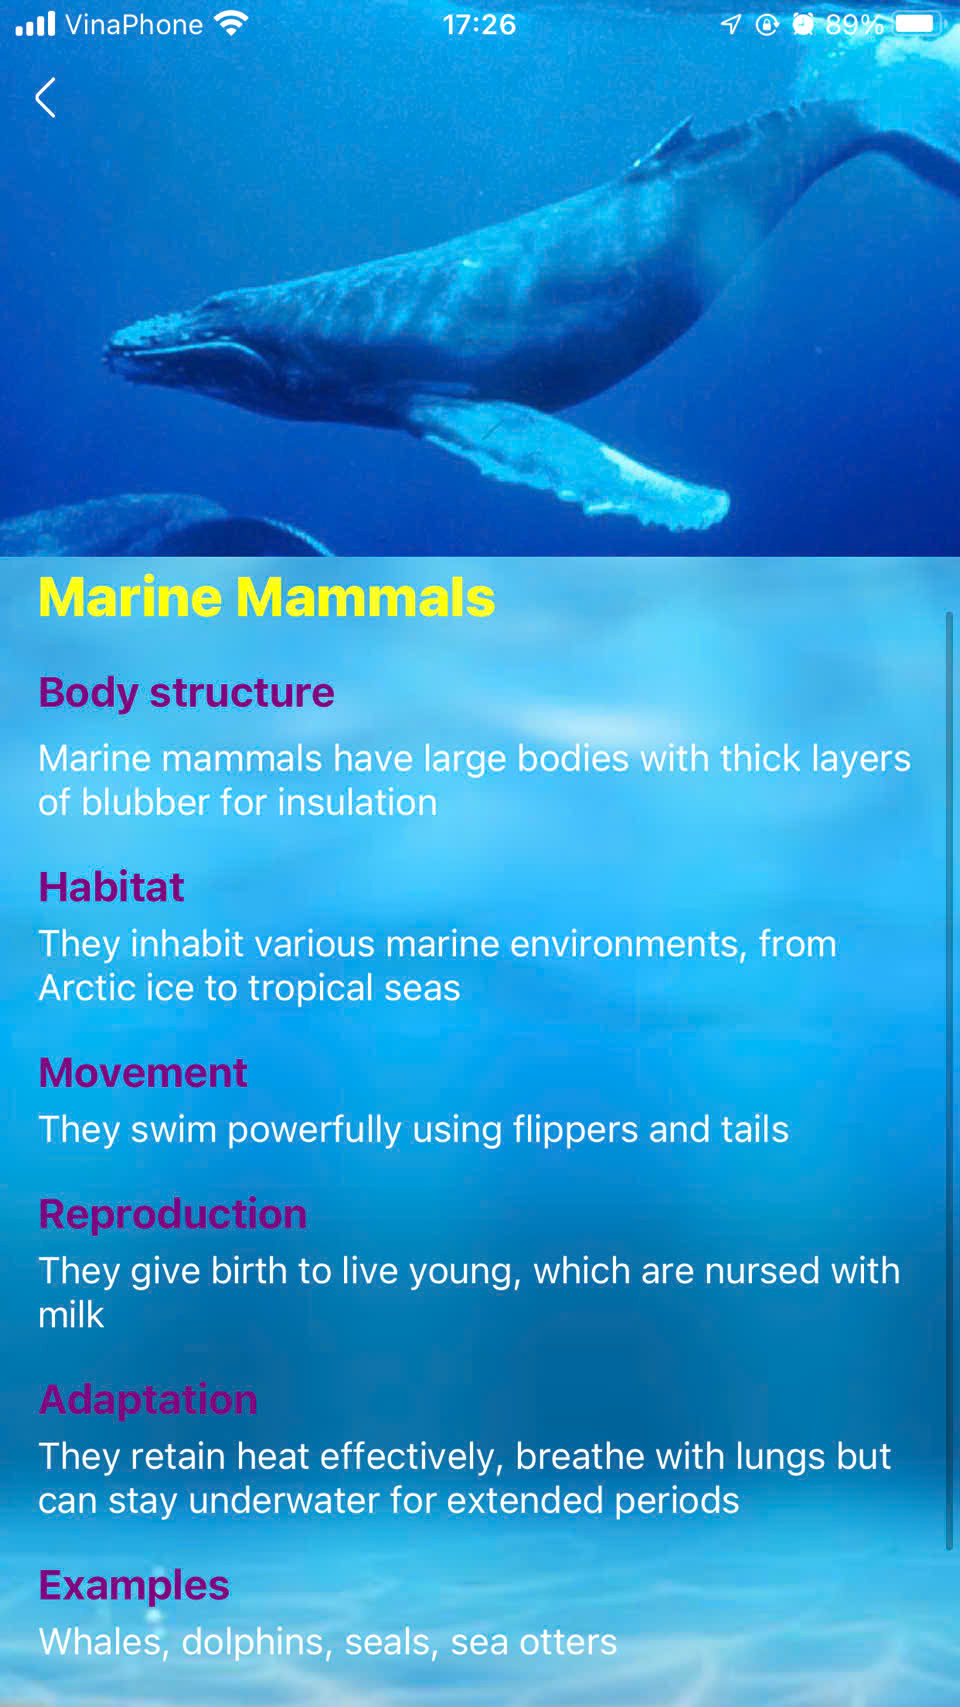 VinaPhone 17:26 89%
Marine Mammals
Body structure
Marine mammals have large bodies with thick layers
of blubber for insulation
Habitat
They inhabit various marine environments, from
Arctic ice to tropical seas
Movement
They swim powerfully using flippers and tails
Reproduction
They give birth to live young, which are nursed with
milk
Adaptation
They retain heat effectively, breathe with lungs but
can stay underwater for extended periods
Examples
Whales, dolphins, seals, sea otters